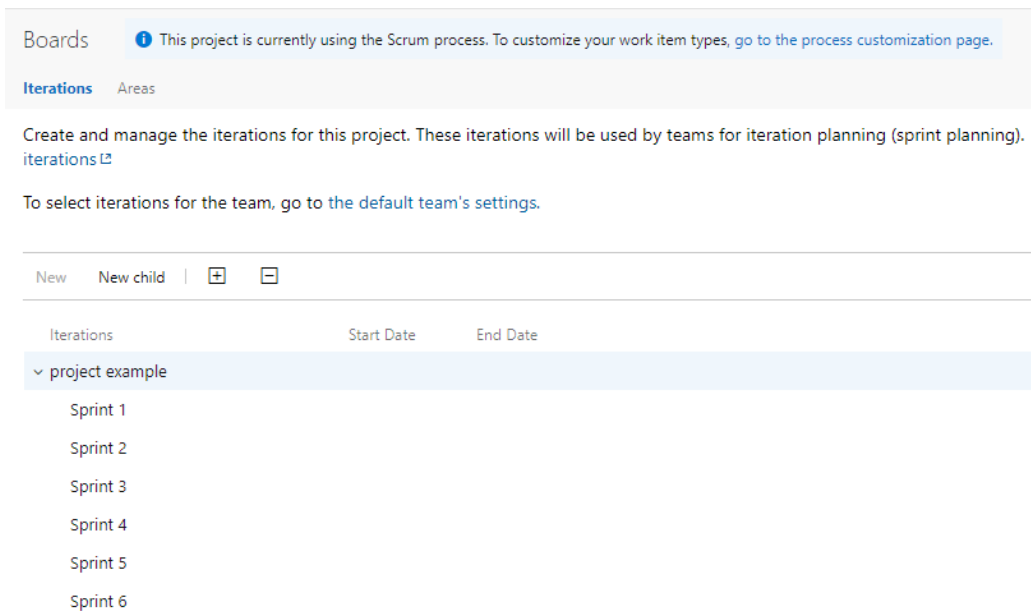 Boards This project is currently using the Scrum process. To customize your work item types, go to the process customization page.
Iterations Areas
Create and manage the iterations for this project. These iterations will be used by teams for iteration planning (sprint planning).
iterations
To select iterations for the team, go to the default team's settings.
New New child
Iterations Start Date End Date
project example
Sprint 1
Sprint 2
Sprint 3
Sprint 4
Sprint 5
Sprint 6